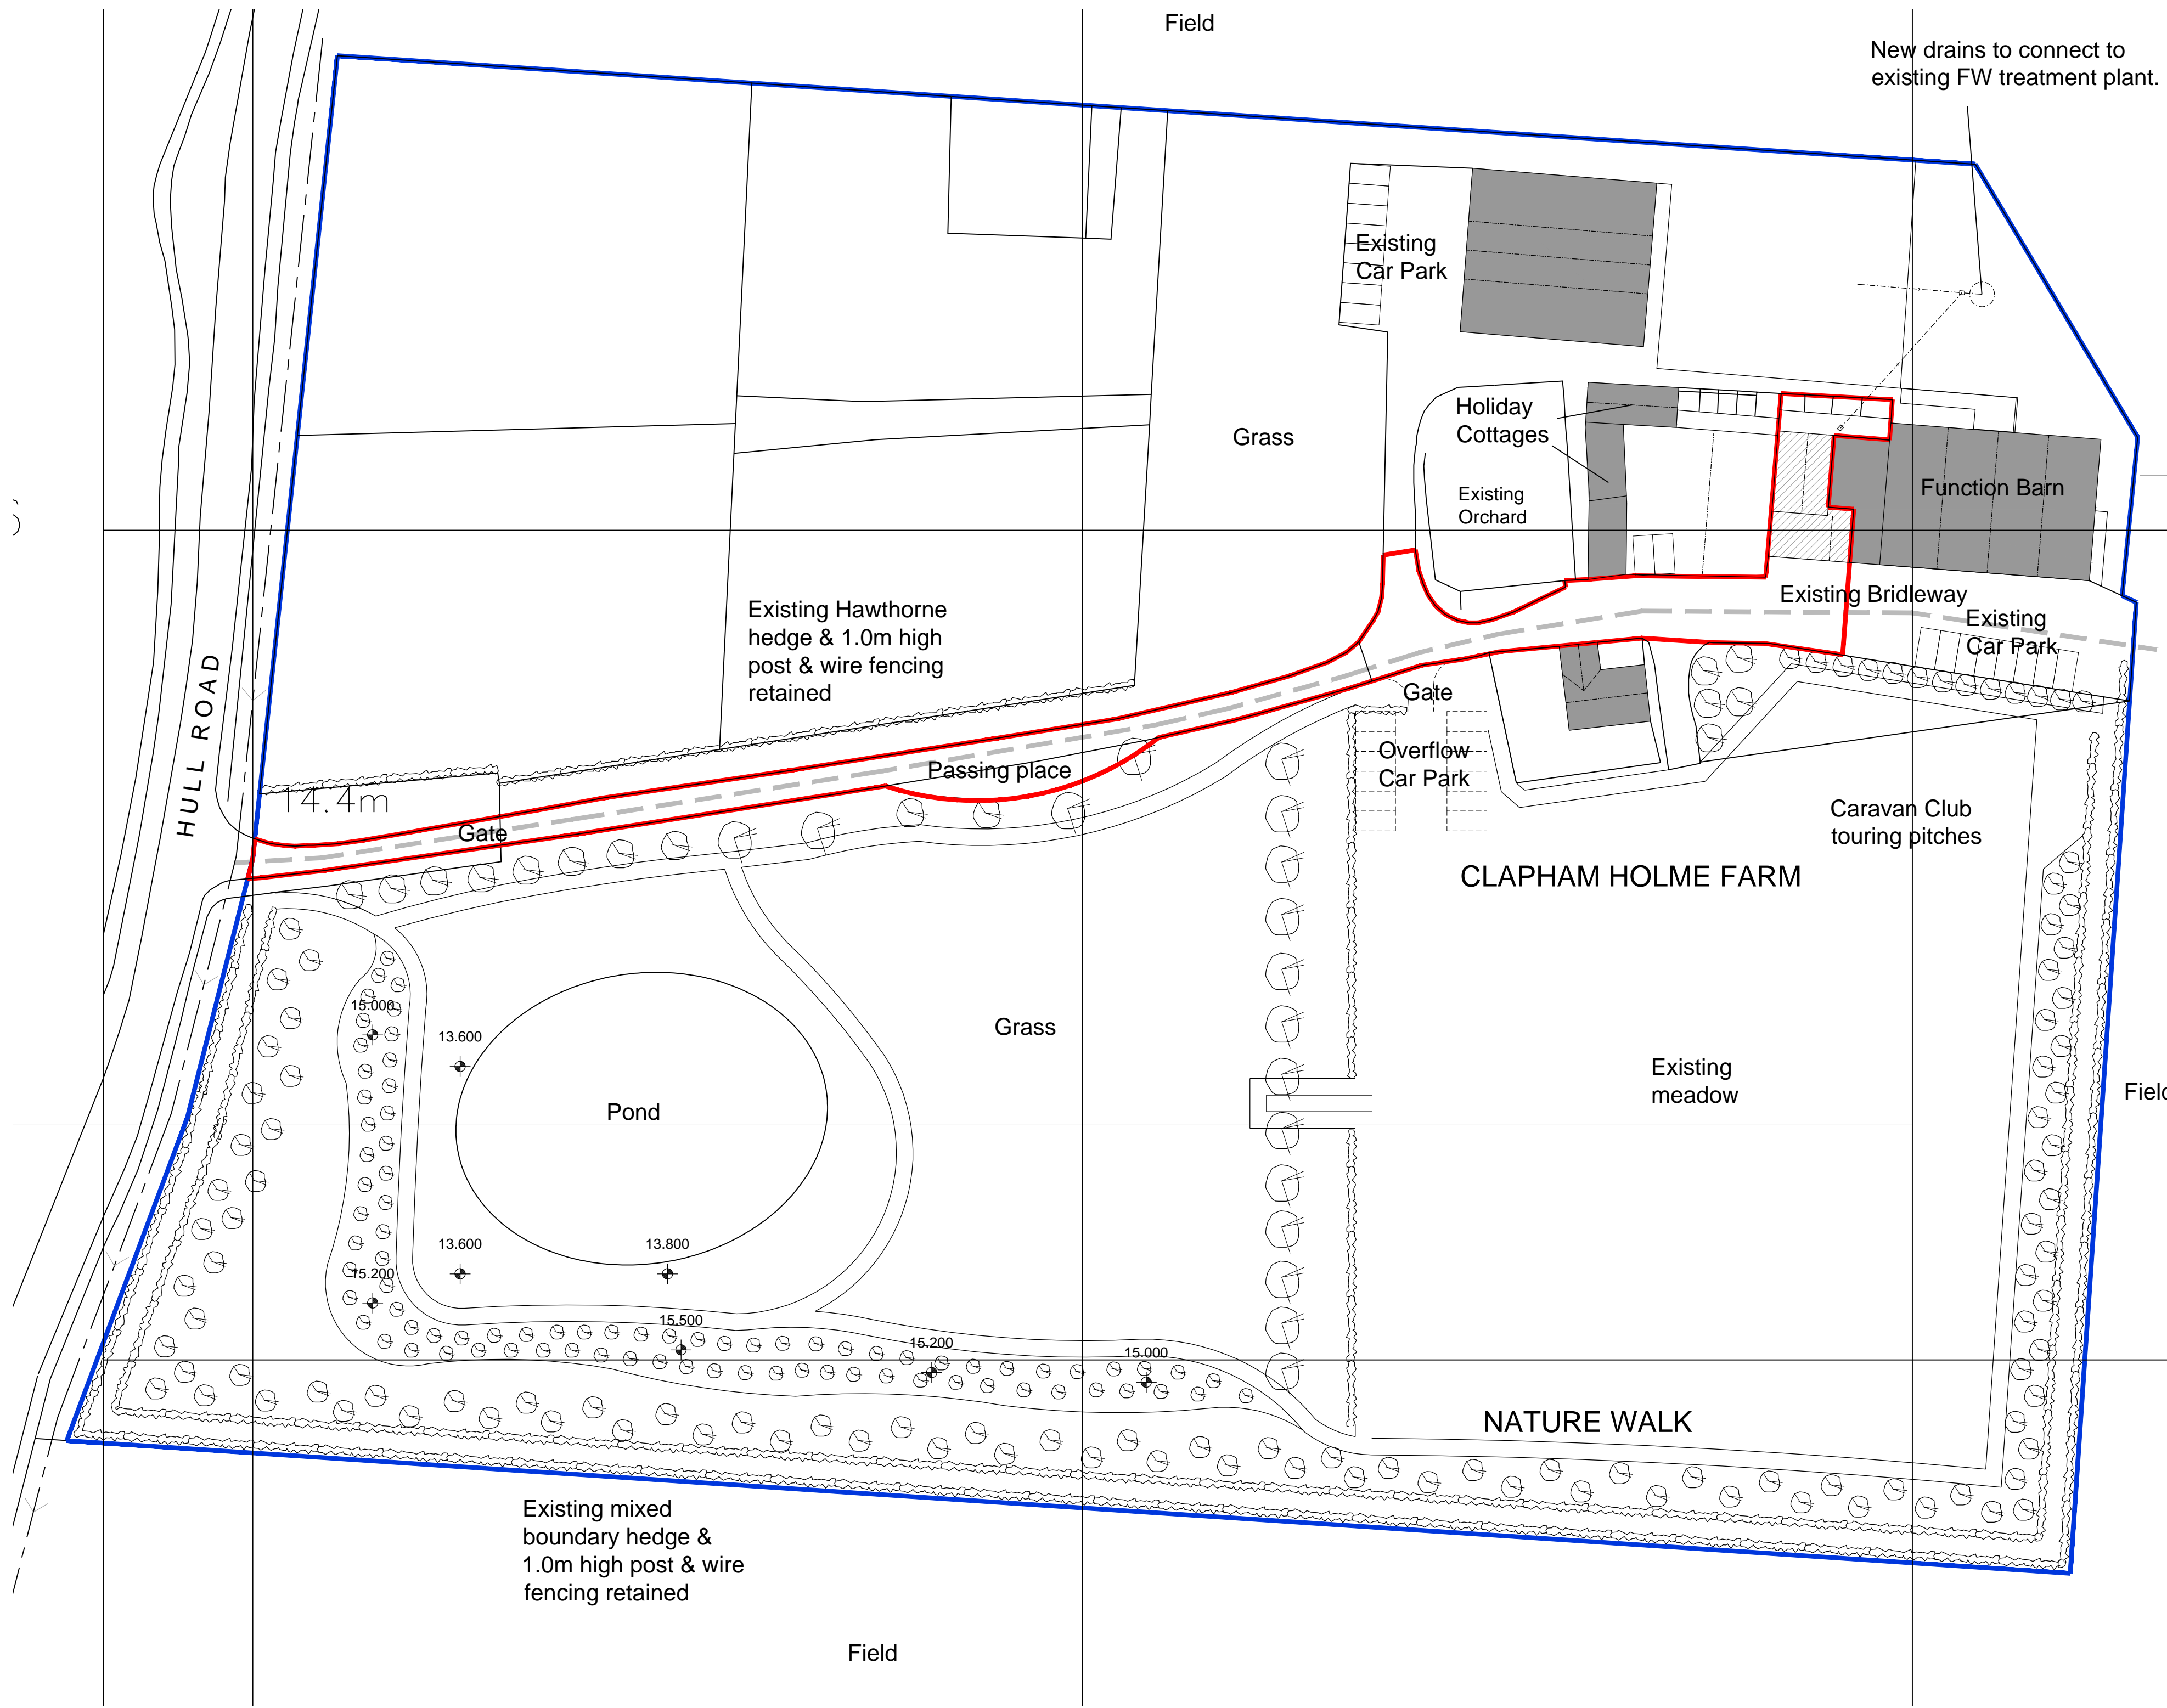 Field
New drains to connect to
existing FW treatment plant.
Existing
Car Park
Holiday
Cottages
Grass
Existing
Orchard
Function Barn
Existing Bridleway
Existing
Car Park
Existing Hawthorne
hedge & 1.0m high
post & wire fencing
retained
HULL ROAD
Gate
Overflow
Car Park
Passing place
14.4m
Gate
Caravan Club
touring pitches
CLAPHAM HOLME FARM
15.000
13.600
Grass
Existing
meadow
Field
Pond
13.600
13.800
15.200
15.500
15.200
15.000
NATURE WALK
Existing mixed
boundary hedge &
1.0m high post & wire
fencing retained
Field